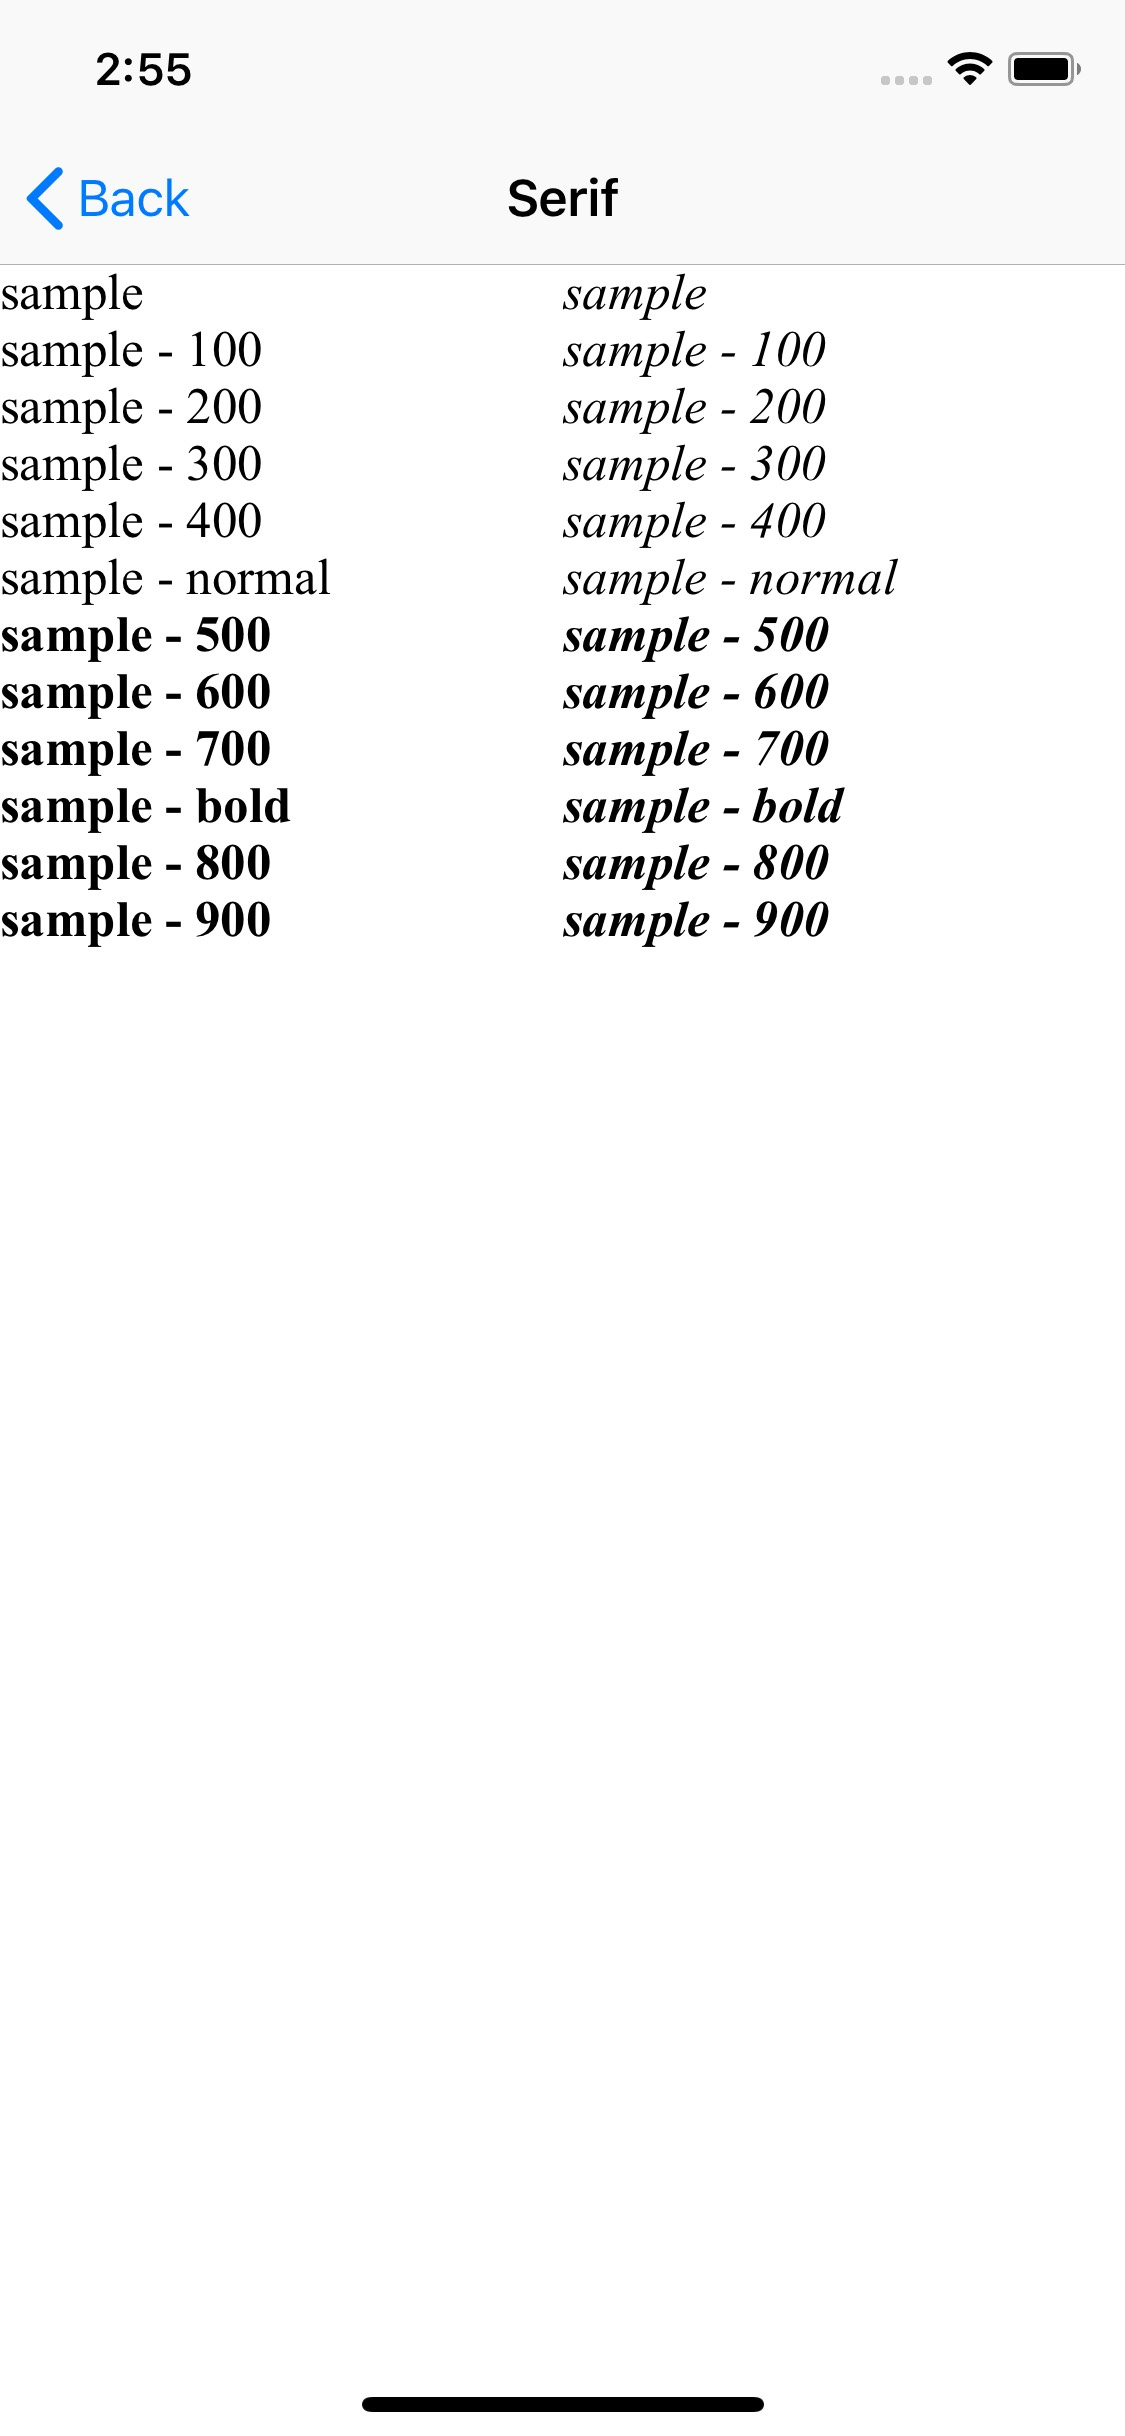 2:55
Back Serif
sample sample
sample - 100 sample - 100
sample - 200 sample - 200
sample - 300 sample - 300
sample - 400 sample - 400
sample - normal sample - normal
sample - 500 sample - 500
sample - 600 sample - 600
sample - 700 sample - 700
sample - bold sample - bold
sample - 800 sample - 800
sample - 900 sample - 900